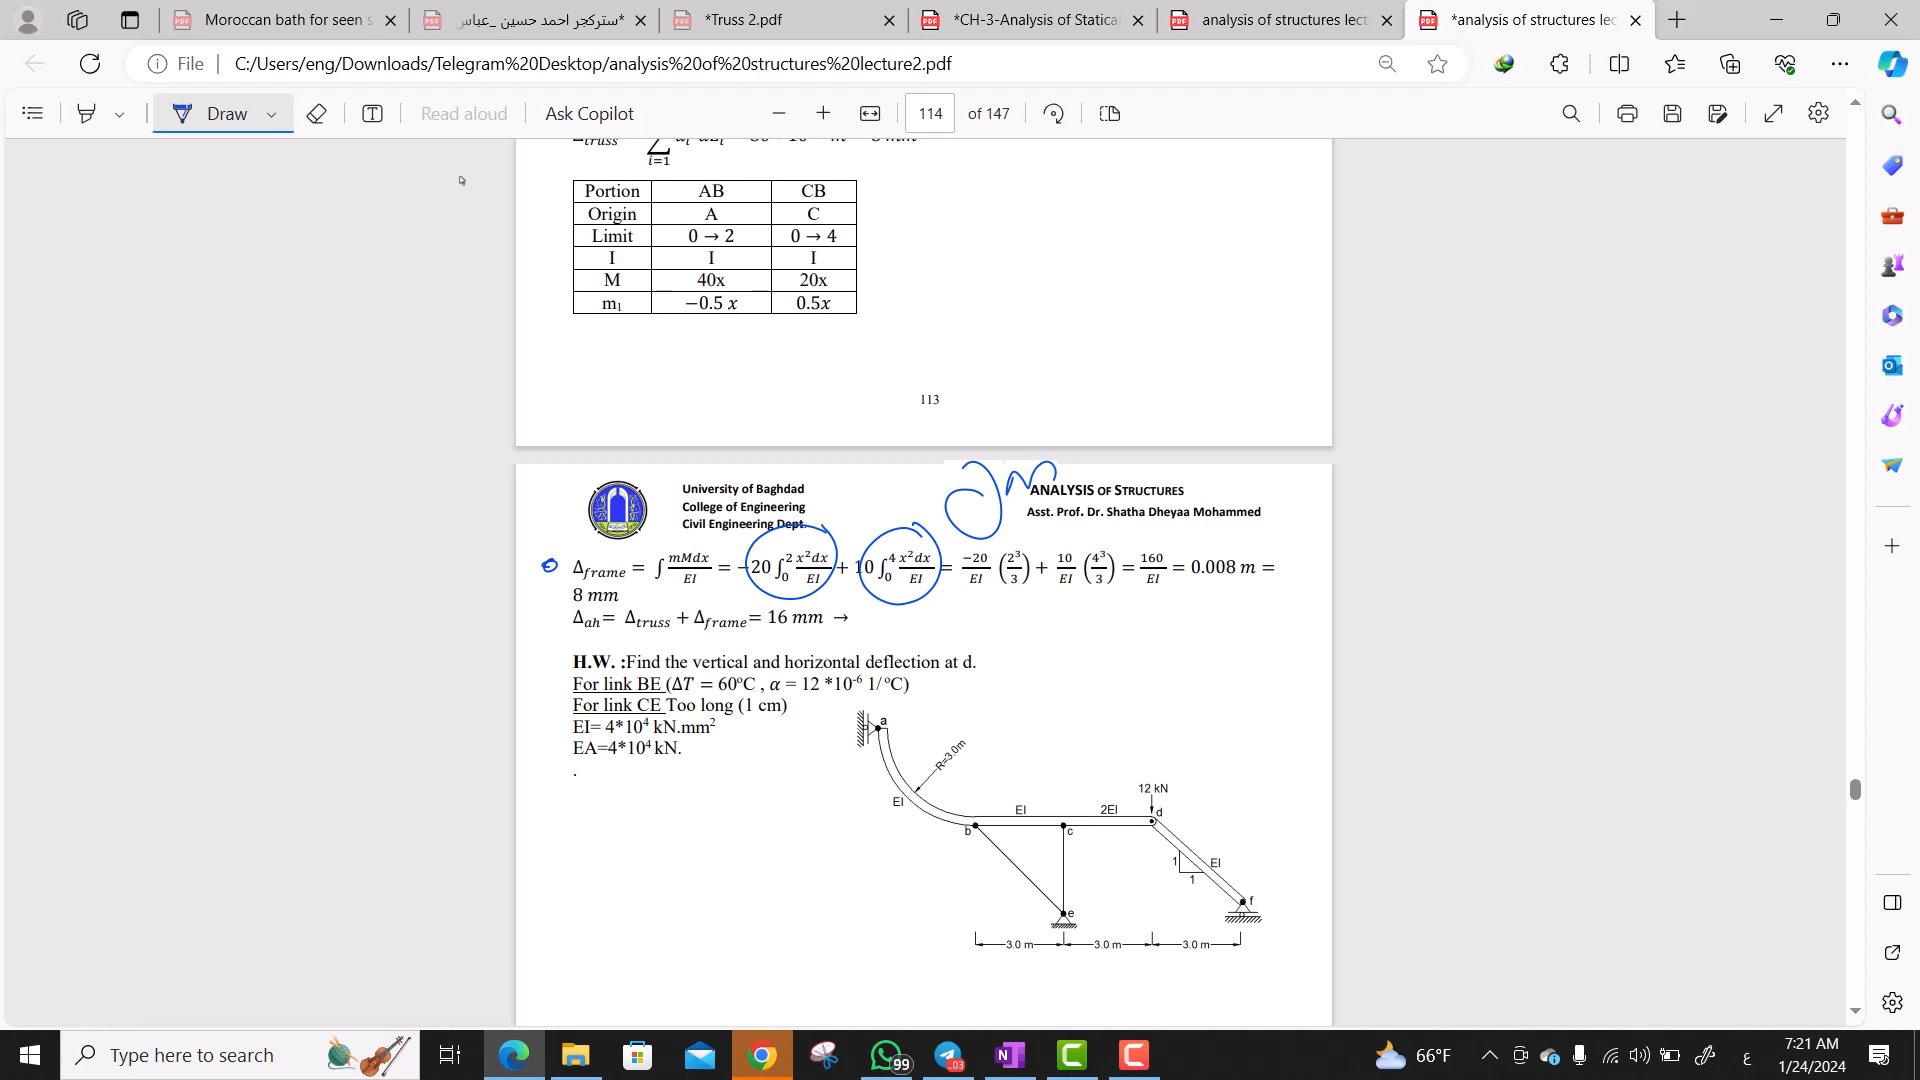 Moroccan bath for seen s
ستركجر احمد حسين _عباس*
*Truss 2.pdf
*CH-3-Analysis of Statica
analysis of structures lect
*analysis of structures lec
File
C:/Users/eng/Downloads/Telegram%20Desktop/analysis%20of%20structures%20lecture2.pdf
Draw
Read aloud
Ask Copilot
114
of 147
i=1
Portion AB CB
Origin A C
Limit 0 → 2 0 → 4
I I I
M 40x 20x
m₁ −0.5 x 0.5x
113
University of Baghdad
College of Engineering
Civil Engineering Dept.
ANALYSIS OF STRUCTURES
Asst. Prof. Dr. Shatha Dheyaa Mohammed
Δframe = ∫ mMdx/EI = −20 ∫₀² x²dx/EI + 10 ∫₀⁴ x²dx/EI = −20/EI (2³/3) + 10/EI (4³/3) = 160/EI = 0.008 m =
8 mm
Δah = Δtruss + Δframe = 16 mm →
H.W. :Find the vertical and horizontal deflection at d.
For link BE (ΔT = 60°C , α = 12 *10⁻⁶ 1/°C)
For link CE Too long (1 cm)
EI= 4*10⁴ kN.mm²
EA=4*10⁴ kN.
.
a
R=3.0m
EI
b
EI
2EI
c
12 kN
d
1
1
EI
e
f
3.0 m
3.0 m
3.0 m
Type here to search
99
.03
66°F
ع
7:21 AM
1/24/2024